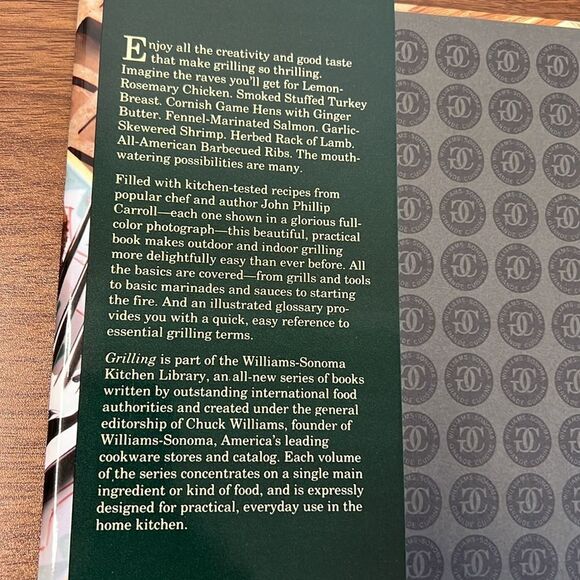 Enjoy all the creativity and good taste
that make grilling so thrilling.
Imagine the raves you'll get for Lemon-
Rosemary Chicken. Smoked Stuffed Turkey
Breast. Cornish Game Hens with Ginger
Butter. Fennel-Marinated Salmon. Garlic-
Skewered Shrimp. Herbed Rack of Lamb.
All-American Barbecued Ribs. The mouth-
watering possibilities are many.
Filled with kitchen-tested recipes from
popular chef and author John Phillip
Carroll—each one shown in a glorious full-
color photograph—this beautiful, practical
book makes outdoor and indoor grilling
more delightfully easy than ever before. All
the basics are covered—from grills and tools
to basic marinades and sauces to starting
the fire. And an illustrated glossary pro-
vides you with a quick, easy reference to
essential grilling terms.
Grilling is part of the Williams-Sonoma
Kitchen Library, an all-new series of books
written by outstanding international food
authorities and created under the general
editorship of Chuck Williams, founder of
Williams-Sonoma, America's leading
cookware stores and catalog. Each volume
of the series concentrates on a single main
ingredient or kind of food, and is expressly
designed for practical, everyday use in the
home kitchen.
WILLIAMS-SONOMA
GRANDE CUISINE